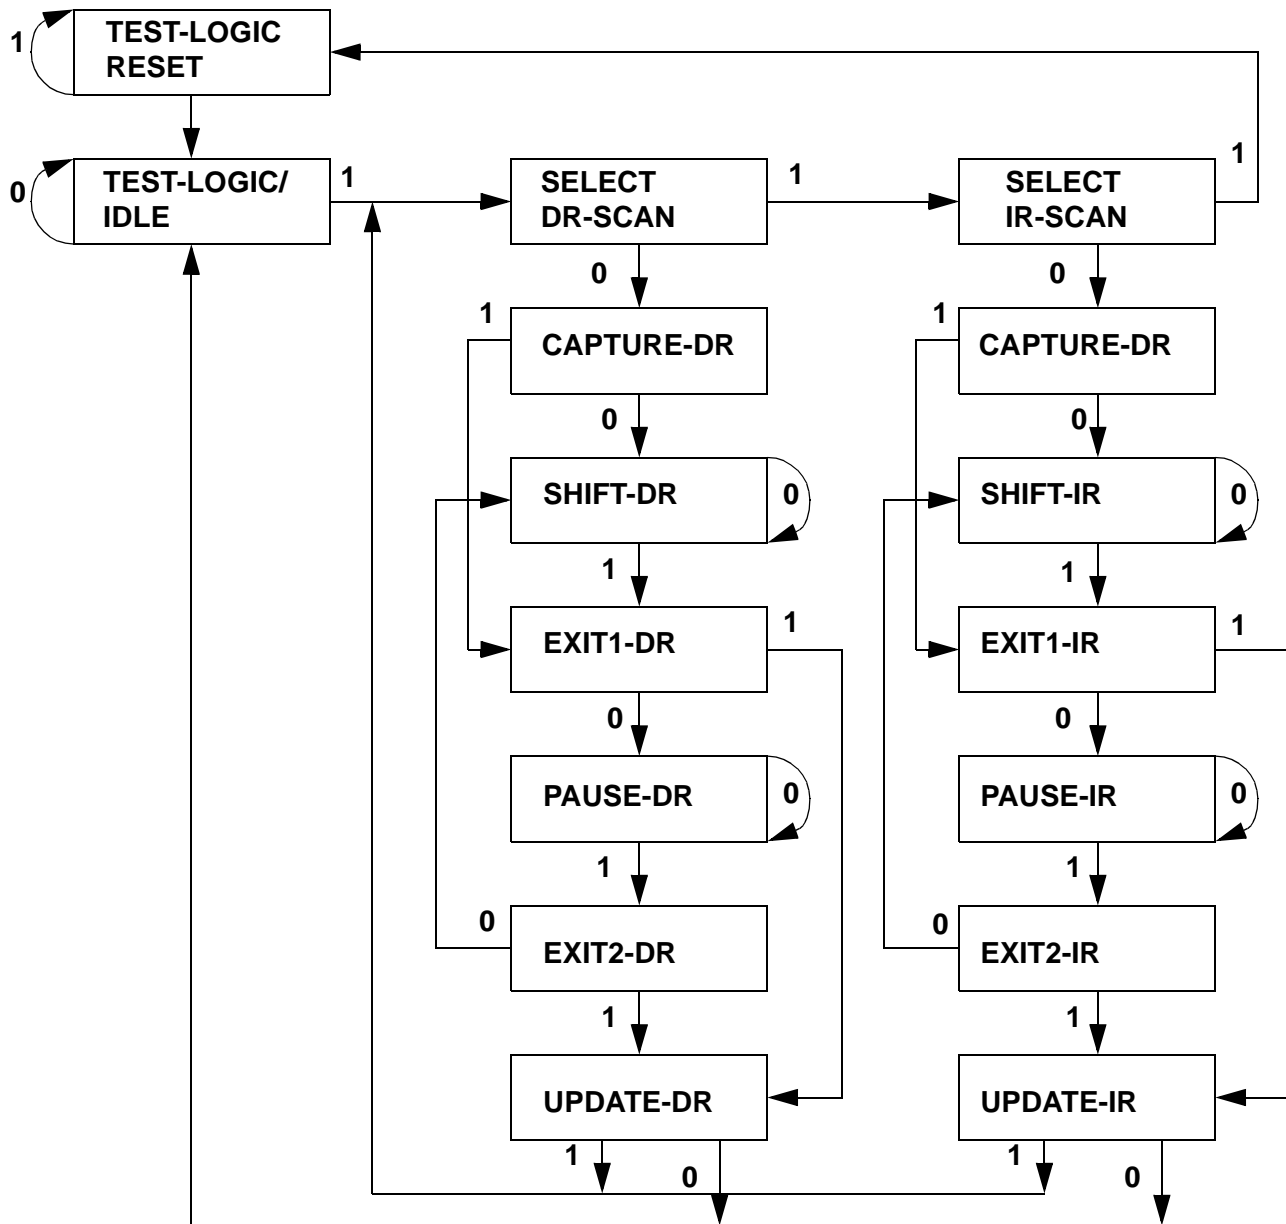 TEST-LOGIC
RESET
1
TEST-LOGIC/
IDLE
0
1
SELECT
DR-SCAN
1
SELECT
IR-SCAN
1
0
0
1
CAPTURE-DR
1
CAPTURE-DR
0
0
SHIFT-DR
0
SHIFT-IR
0
1
1
EXIT1-DR
1
EXIT1-IR
1
0
0
PAUSE-DR
0
PAUSE-IR
0
1
1
0
EXIT2-DR
0
EXIT2-IR
1
1
UPDATE-DR
UPDATE-IR
1
0
1
0